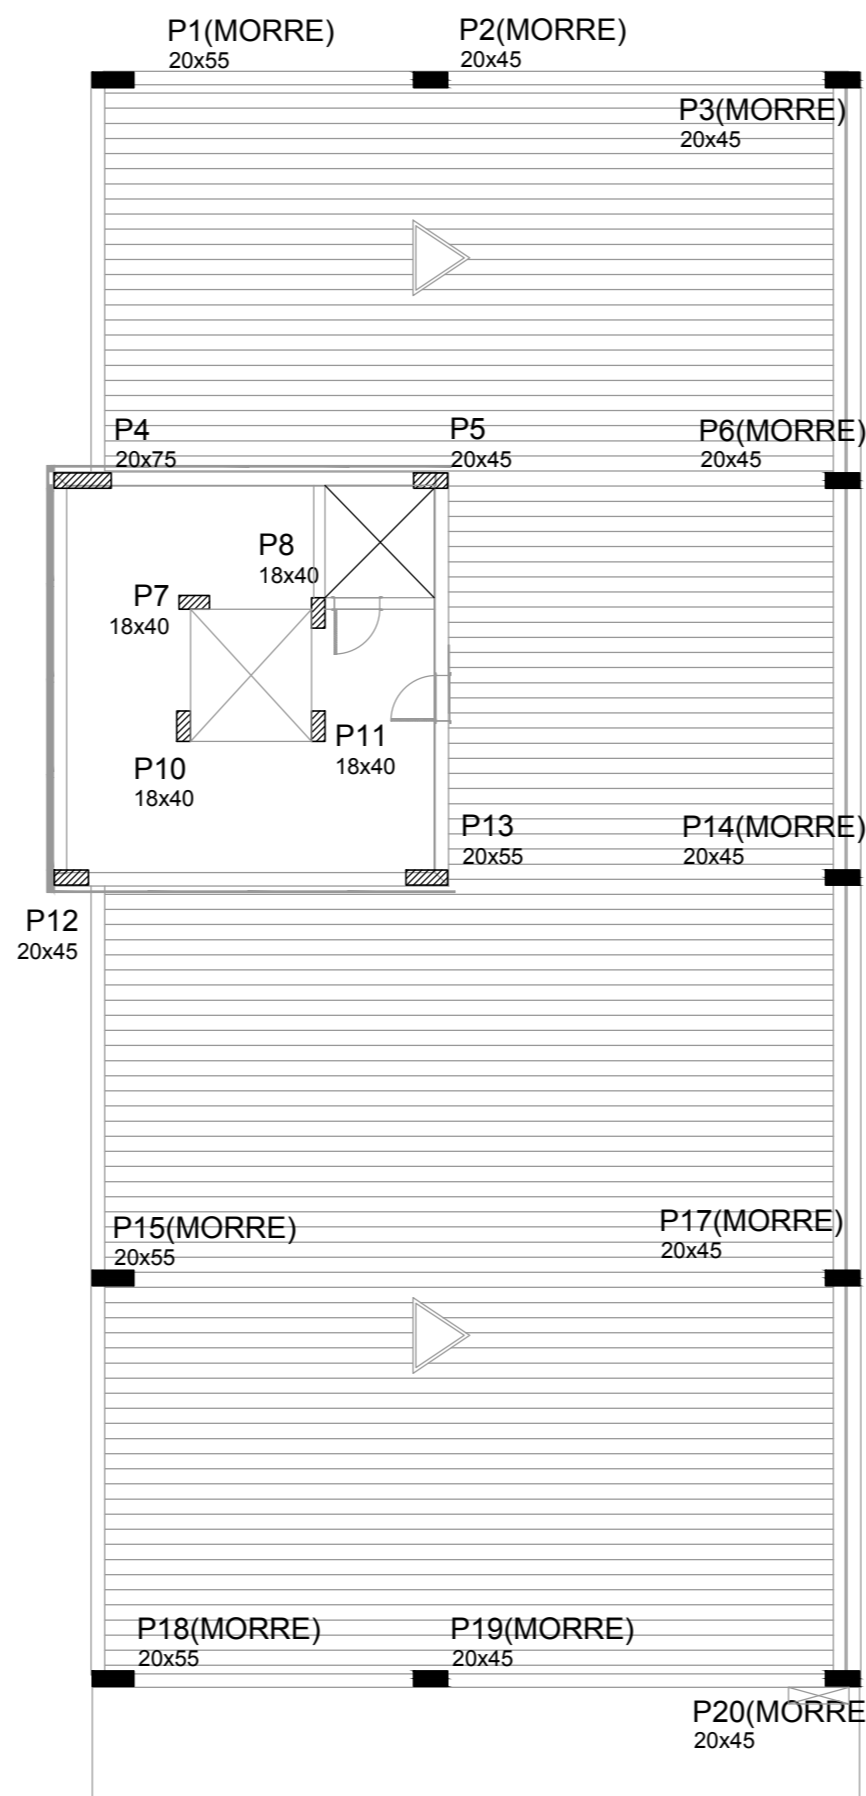 P1(MORRE)
20x55
P2(MORRE)
20x45
P3(MORRE)
20x45
P4
20x75
P5
20x45
P6(MORRE)
20x45
P8
18x40
P7
18x40
P11
18x40
P10
18x40
P13
20x55
P14(MORRE)
20x45
P12
20x45
P15(MORRE)
20x55
P17(MORRE)
20x45
P18(MORRE)
20x55
P19(MORRE)
20x45
P20(MORRE
20x45